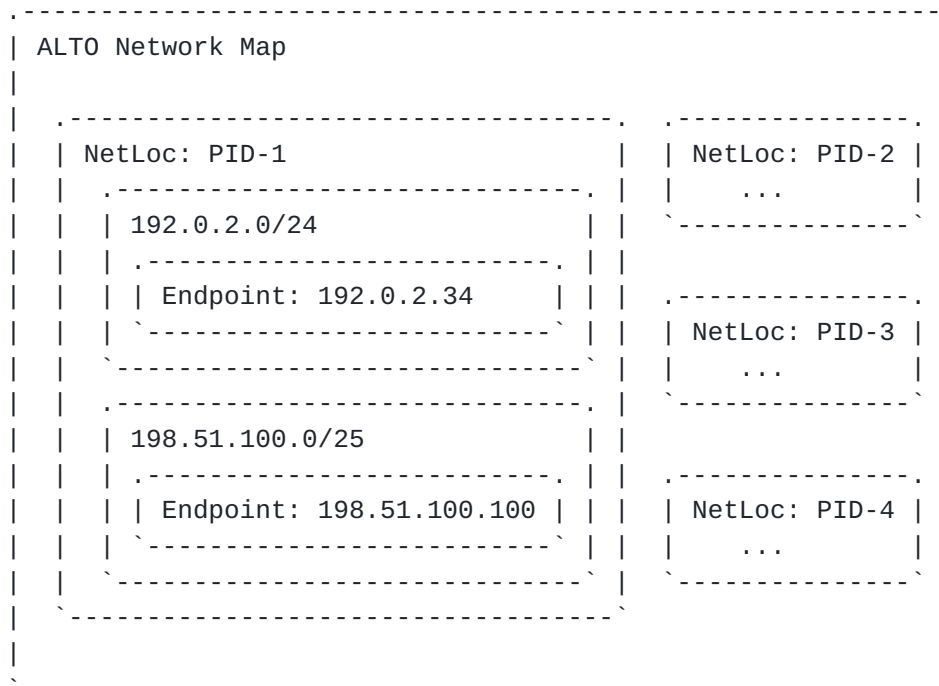 ALTO Network Map
NetLoc: PID-1 NetLoc: PID-2
...
192.0.2.0/24
Endpoint: 192.0.2.34
NetLoc: PID-3
...
198.51.100.0/25
Endpoint: 198.51.100.100 NetLoc: PID-4
...